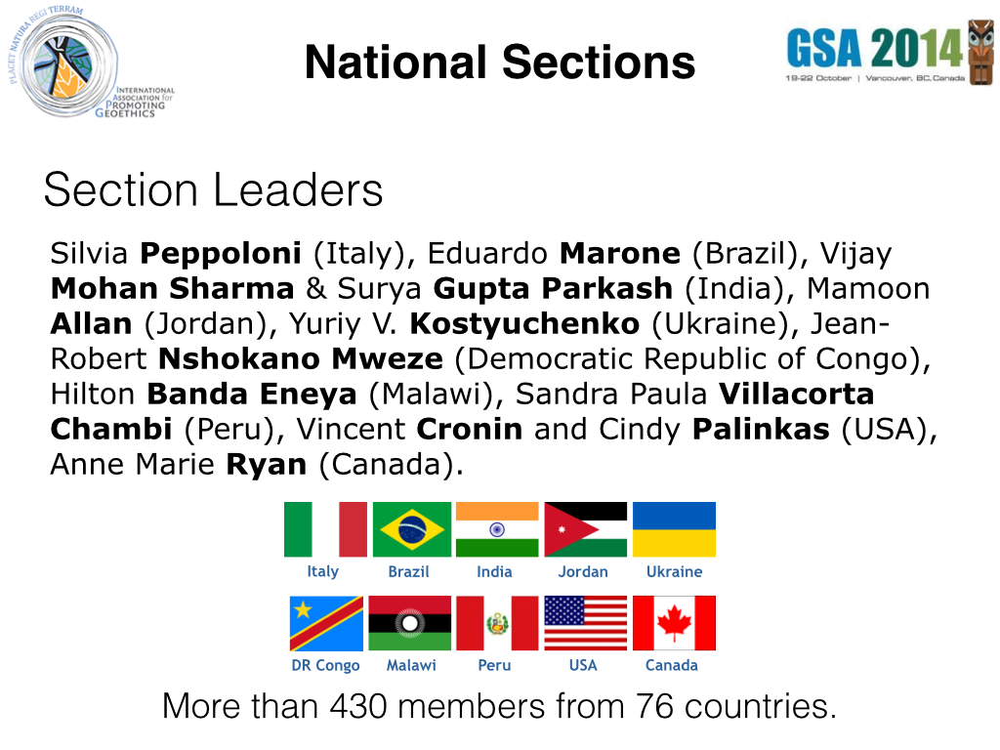 PLACET NATURA REGI TERRAM
INTERNATIONAL
ASSOCIATION for
PROMOTING
GEOETHICS
National Sections
GSA 2014
19-22 October | Vancouver, BC, Canada
Section Leaders
Silvia Peppoloni (Italy), Eduardo Marone (Brazil), Vijay
Mohan Sharma & Surya Gupta Parkash (India), Mamoon
Allan (Jordan), Yuriy V. Kostyuchenko (Ukraine), Jean-
Robert Nshokano Mweze (Democratic Republic of Congo),
Hilton Banda Eneya (Malawi), Sandra Paula Villacorta
Chambi (Peru), Vincent Cronin and Cindy Palinkas (USA),
Anne Marie Ryan (Canada).
Italy Brazil India Jordan Ukraine
DR Congo Malawi Peru USA Canada
More than 430 members from 76 countries.